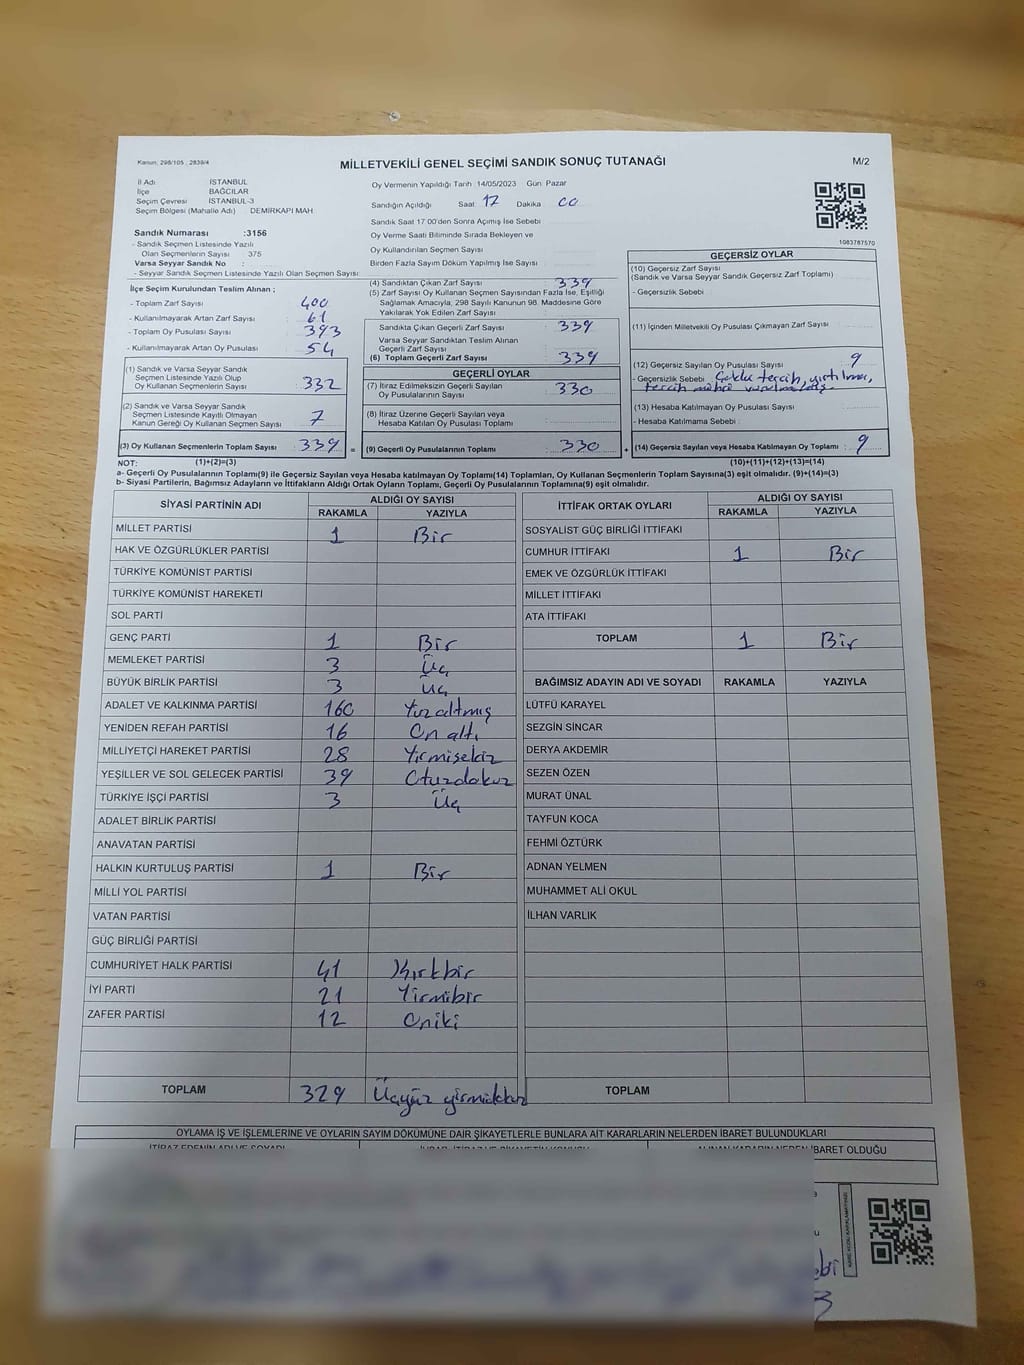 Kanun: 298/105 , 2839/4
MİLLETVEKİLİ GENEL SEÇİMİ SANDIK SONUÇ TUTANAĞI
M/2
İl Adı : İSTANBUL
İlçe : BAĞCILAR
Seçim Çevresi : İSTANBUL-3
Seçim Bölgesi (Mahalle Adı) : DEMİRKAPI MAH.
Sandık Numarası :3156
- Sandık Seçmen Listesinde Yazılı
Olan Seçmenlerin Sayısı : 375
Varsa Seyyar Sandık No :
- Seyyar Sandık Seçmen Listesinde Yazılı Olan Seçmen Sayısı:
Oy Vermenin Yapıldığı Tarih: 14/05/2023 Gün: Pazar
Sandığın Açıldığı Saat: 17 Dakika : 00
Sandık Saat 17.00'den Sonra Açılmış İse Sebebi
Oy Verme Saati Bitiminde Sırada Bekleyen ve
Oy Kullandırılan Seçmen Sayısı
Birden Fazla Sayım Döküm Yapılmış İse Sayısı
1083787570
İlçe Seçim Kurulundan Teslim Alınan ;
- Toplam Zarf Sayısı : 400
- Kullanılmayarak Artan Zarf Sayısı : 61
- Toplam Oy Pusulası Sayısı : 393
- Kullanılmayarak Artan Oy Pusulası : 54
(1) Sandık ve Varsa Seyyar Sandık
Seçmen Listesinde Yazılı Olup
Oy Kullanan Seçmenlerin Sayısı : 332
(2) Sandık ve Varsa Seyyar Sandık
Seçmen Listesinde Kayıtlı Olmayan
Kanun Gereği Oy Kullanan Seçmen Sayısı : 7
(3) Oy Kullanan Seçmenlerin Toplam Sayısı : 339
(1)+(2)=(3)
(4) Sandıktan Çıkan Zarf Sayısı : 339
(5) Zarf Sayısı Oy Kullanan Seçmen Sayısından Fazla İse, Eşitliği
Sağlamak Amacıyla, 298 Sayılı Kanunun 98. Maddesine Göre
Yakılarak Yok Edilen Zarf Sayısı :
Sandıkta Çıkan Geçerli Zarf Sayısı : 339
Varsa Seyyar Sandıktan Teslim Alınan
Geçerli Zarf Sayısı :
(6) Toplam Geçerli Zarf Sayısı : 339
GEÇERLİ OYLAR
(7) İtiraz Edilmeksizin Geçerli Sayılan
Oy Pusulalarının Sayısı : 330
(8) İtiraz Üzerine Geçerli Sayılan veya
Hesaba Katılan Oy Pusulası Toplamı :
= (9) Geçerli Oy Pusulalarının Toplamı : 330 +
GEÇERSİZ OYLAR
(10) Geçersiz Zarf Sayısı
(Sandık ve Varsa Seyyar Sandık Geçersiz Zarf Toplamı) :
- Geçersizlik Sebebi :
(11) İçinden Milletvekili Oy Pusulası Çıkmayan Zarf Sayısı :
(12) Geçersiz Sayılan Oy Pusulası Sayısı : 9
- Geçersizlik Sebebi : Çoklu tercih, yırtılma,
tercih mührü
(13) Hesaba Katılmayan Oy Pusulası Sayısı :
- Hesaba Katılmama Sebebi :
(14) Geçersiz Sayılan veya Hesaba Katılmayan Oy Toplamı : 9
(10)+(11)+(12)+(13)=(14)
NOT:
a- Geçerli Oy Pusulalarının Toplamı(9) ile Geçersiz Sayılan veya Hesaba katılmayan Oy Toplamı(14) Toplamları, Oy Kullanan Seçmenlerin Toplam Sayısına(3) eşit olmalıdır. (9)+(14)=(3)
b- Siyasi Partilerin, Bağımsız Adayların ve İttifakların Aldığı Ortak Oyların Toplamı, Geçerli Oy Pusulalarının Toplamına(9) eşit olmalıdır.
SİYASİ PARTİNİN ADI ALDIĞI OY SAYISI
RAKAMLA YAZIYLA
MİLLET PARTİSİ 1 Bir
HAK VE ÖZGÜRLÜKLER PARTİSİ
TÜRKİYE KOMÜNİST PARTİSİ
TÜRKİYE KOMÜNİST HAREKETİ
SOL PARTİ
GENÇ PARTİ 1 Bir
MEMLEKET PARTİSİ 3 Üç
BÜYÜK BİRLİK PARTİSİ 3 Üç
ADALET VE KALKINMA PARTİSİ 160 Yüzaltmış
YENİDEN REFAH PARTİSİ 16 On altı
MİLLİYETÇİ HAREKET PARTİSİ 28 Yirmisekiz
YEŞİLLER VE SOL GELECEK PARTİSİ 39 Otuzdokuz
TÜRKİYE İŞÇİ PARTİSİ 3 Üç
ADALET BİRLİK PARTİSİ
ANAVATAN PARTİSİ
HALKIN KURTULUŞ PARTİSİ 1 Bir
MİLLİ YOL PARTİSİ
VATAN PARTİSİ
GÜÇ BİRLİĞİ PARTİSİ
CUMHURİYET HALK PARTİSİ 41 Kırkbir
İYİ PARTİ 21 Yirmibir
ZAFER PARTİSİ 12 Oniki
TOPLAM 329
İTTİFAK ORTAK OYLARI ALDIĞI OY SAYISI
RAKAMLA YAZIYLA
SOSYALİST GÜÇ BİRLİĞİ İTTİFAKI
CUMHUR İTTİFAKI 1 Bir
EMEK VE ÖZGÜRLÜK İTTİFAKI
MİLLET İTTİFAKI
ATA İTTİFAKI
TOPLAM 1 Bir
BAĞIMSIZ ADAYIN ADI VE SOYADI RAKAMLA YAZIYLA
LÜTFÜ KARAYEL
SEZGİN SİNCAR
DERYA AKDEMİR
SEZEN ÖZEN
MURAT ÜNAL
TAYFUN KOCA
FEHMİ ÖZTÜRK
ADNAN YELMEN
MUHAMMET ALİ OKUL
İLHAN VARLIK
TOPLAM
OYLAMA İŞ VE İŞLEMLERİNE VE OYLARIN SAYIM DÖKÜMÜNE DAİR ŞİKAYETLERLE BUNLARA AİT KARARLARIN NELERDEN İBARET BULUNDUKLARI
İTİRAZ EDENİN ADI VE SOYADI ALINAN KARARIN NEDEN İBARET OLDUĞU